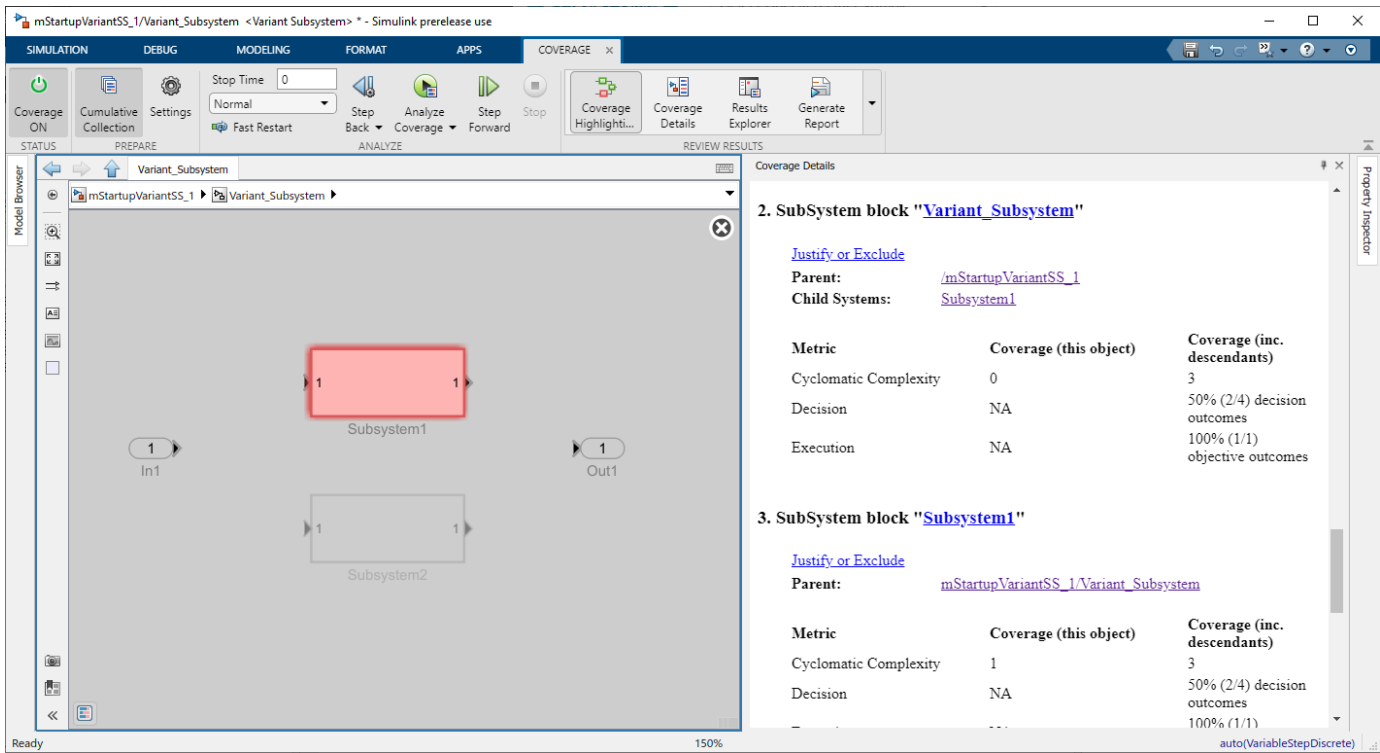 mStartupVariantSS_1/Variant_Subsystem <Variant Subsystem> * - Simulink prerelease use
SIMULATION DEBUG MODELING FORMAT APPS COVERAGE
Coverage ON
Cumulative Collection
Settings
Stop Time 0
Normal
Fast Restart
Step Back
Analyze Coverage
Step Forward
Stop
Coverage Highlighti...
Coverage Details
Results Explorer
Generate Report
STATUS PREPARE ANALYZE REVIEW RESULTS
Model Browser
Variant_Subsystem
mStartupVariantSS_1 Variant_Subsystem
1 1
Subsystem1
1
In1
1
Out1
1 1
Subsystem2
Coverage Details
2. SubSystem block "Variant_Subsystem"
Justify or Exclude
Parent: /mStartupVariantSS_1
Child Systems: Subsystem1
Metric Coverage (this object) Coverage (inc. descendants)
Cyclomatic Complexity 0 3
Decision NA 50% (2/4) decision outcomes
Execution NA 100% (1/1) objective outcomes
3. SubSystem block "Subsystem1"
Justify or Exclude
Parent: mStartupVariantSS_1/Variant_Subsystem
Metric Coverage (this object) Coverage (inc. descendants)
Cyclomatic Complexity 1 3
Decision NA 50% (2/4) decision outcomes
100% (1/1)
Property Inspector
Ready 150% auto(VariableStepDiscrete)